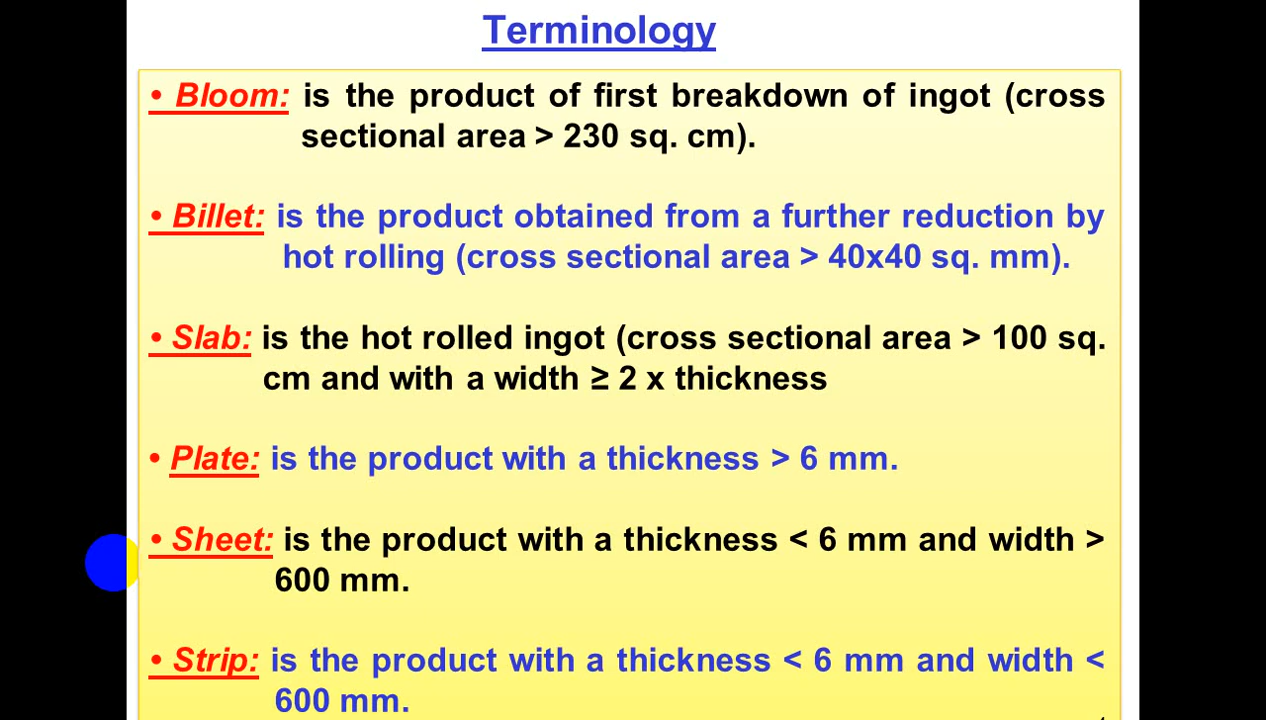 Terminology
• Bloom: is the product of first breakdown of ingot (cross
sectional area > 230 sq. cm).
• Billet: is the product obtained from a further reduction by
hot rolling (cross sectional area > 40x40 sq. mm).
• Slab: is the hot rolled ingot (cross sectional area > 100 sq.
cm and with a width ≥ 2 x thickness
• Plate: is the product with a thickness > 6 mm.
• Sheet: is the product with a thickness < 6 mm and width >
600 mm.
• Strip: is the product with a thickness < 6 mm and width <
600 mm.